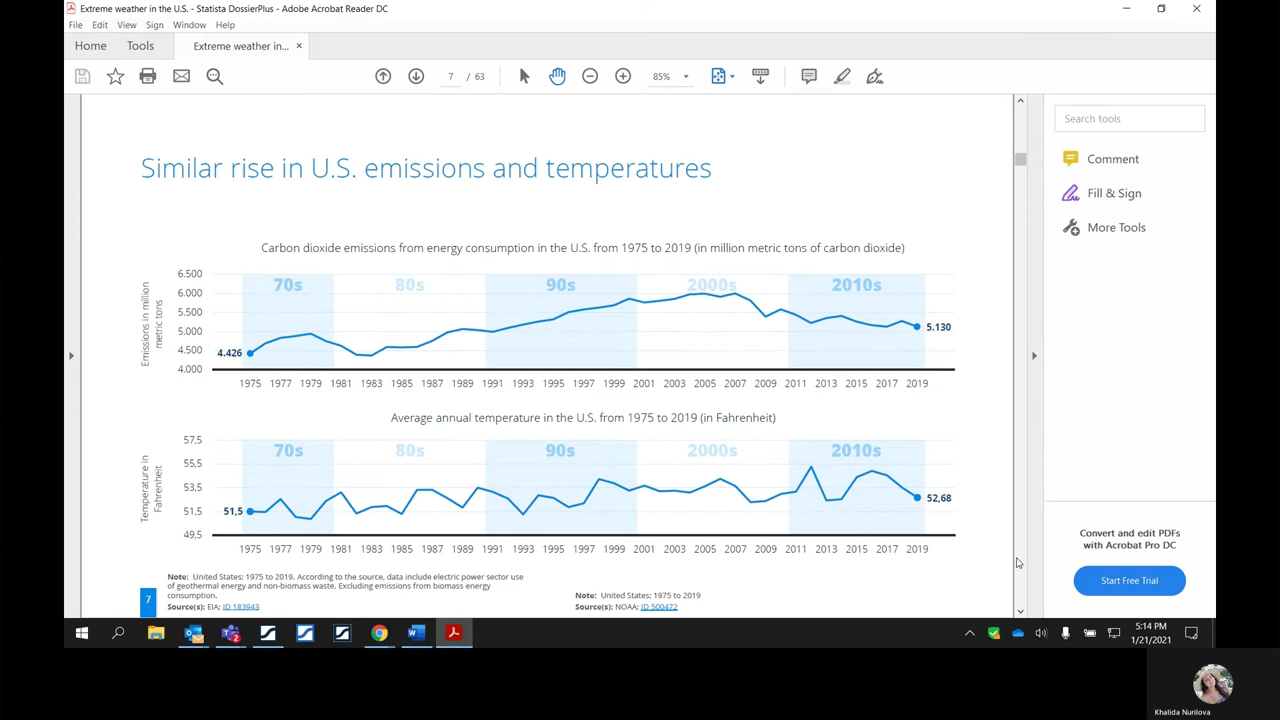 Extreme weather in the U.S. - Statista DossierPlus - Adobe Acrobat Reader DC
File Edit View Sign Window Help
Home Tools Extreme weather in... ×
7 / 63 85%
Search tools
Comment
Fill & Sign
More Tools
Similar rise in U.S. emissions and temperatures
Carbon dioxide emissions from energy consumption in the U.S. from 1975 to 2019 (in million metric tons of carbon dioxide)
Emissions in million
metric tons
6.500
6.000
5.500
5.000
4.500
4.000
70s 80s 90s 2000s 2010s
4.426
5.130
1975 1977 1979 1981 1983 1985 1987 1989 1991 1993 1995 1997 1999 2001 2003 2005 2007 2009 2011 2013 2015 2017 2019
Average annual temperature in the U.S. from 1975 to 2019 (in Fahrenheit)
Temperature in
Fahrenheit
57,5
55,5
53,5
51,5
49,5
70s 80s 90s 2000s 2010s
51,5
52,68
1975 1977 1979 1981 1983 1985 1987 1989 1991 1993 1995 1997 1999 2001 2003 2005 2007 2009 2011 2013 2015 2017 2019
Note: United States; 1975 to 2019. According to the source, data include electric power sector use
of geothermal energy and non-biomass waste. Excluding emissions from biomass energy
consumption.
Source(s): EIA; ID 183943
Note: United States; 1975 to 2019
Source(s): NOAA; ID 500472
7
Convert and edit PDFs
with Acrobat Pro DC
Start Free Trial
2
5:14 PM
1/21/2021
Khalida Nurilova